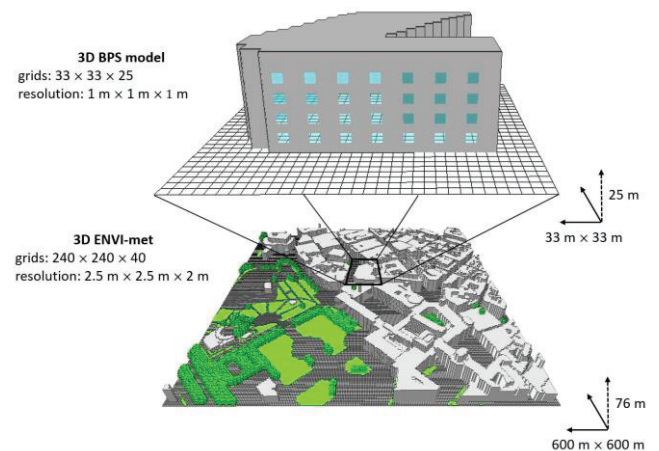 3D BPS model
grids: 33 × 33 × 25
resolution: 1 m × 1 m × 1 m
25 m
33 m × 33 m
3D ENVI-met
grids: 240 × 240 × 40
resolution: 2.5 m × 2.5 m × 2 m
76 m
600 m × 600 m